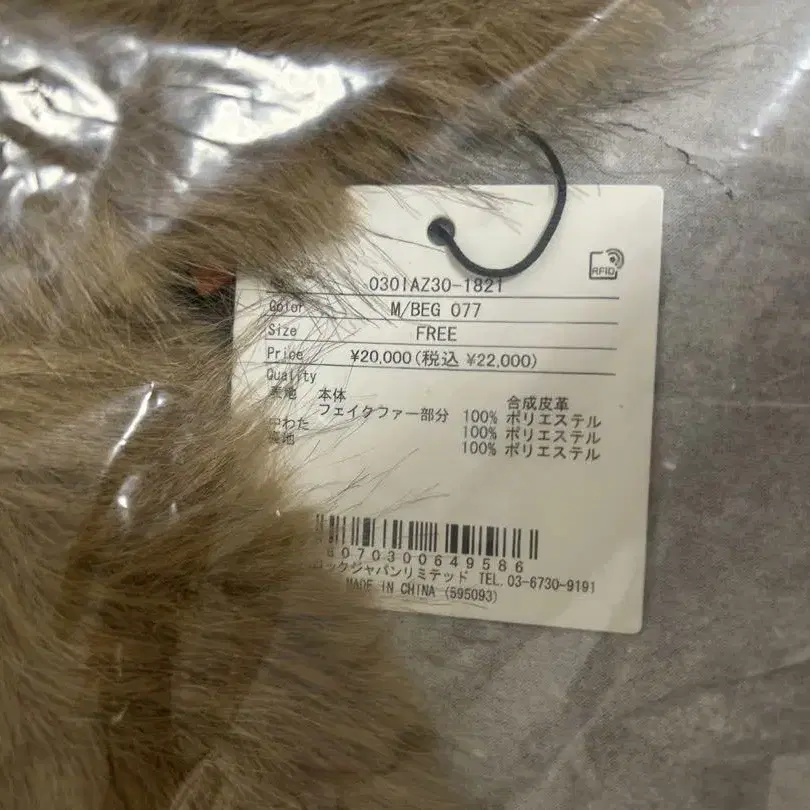 RFID
0301AZ30-1821
Color M/BEG 077
Size FREE
Price ¥20,000(税込 ¥22,000)
Quality
表地 本体 合成皮革
フェイクファー部分 100% ポリエステル
中わた 100% ポリエステル
裏地 100% ポリエステル
8070300649586
ロックジャパンリミテッド TEL. 03-6730-9191
MADE IN CHINA (595093)